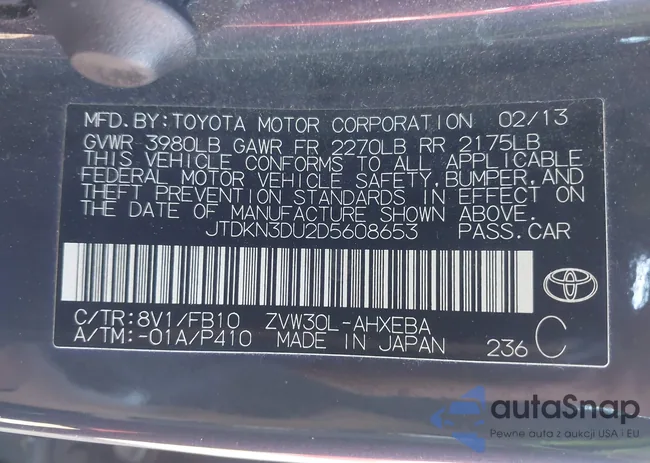 MFD.BY:TOYOTA MOTOR CORPORATION 02/13
GVWR 3980LB GAWR FR 2270LB RR 2175LB
THIS VEHICLE CONFORMS TO ALL APPLICABLE
FEDERAL MOTOR VEHICLE SAFETY,BUMPER,AND
THEFT PREVENTION STANDARDS IN EFFECT ON
THE DATE OF MANUFACTURE SHOWN ABOVE.
JTDKN3DU2D5608653 PASS.CAR
C/TR:8V1/FB10 ZVW30L-AHXEBA
A/TM:-01A/P410 MADE IN JAPAN 236 C
autaSnap
Pewne auta z aukcji USA i EU